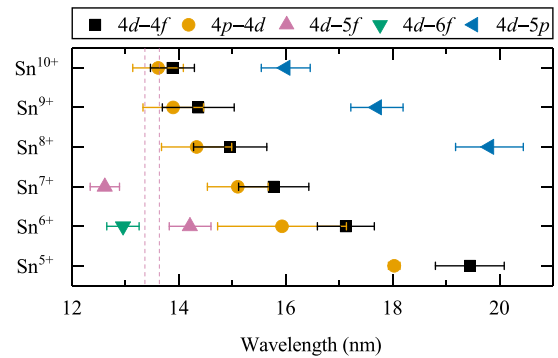 4d−4f 4p−4d 4d−5f 4d−6f 4d−5p
Sn¹⁰⁺
Sn⁹⁺
Sn⁸⁺
Sn⁷⁺
Sn⁶⁺
Sn⁵⁺
12 14 16 18 20
Wavelength (nm)